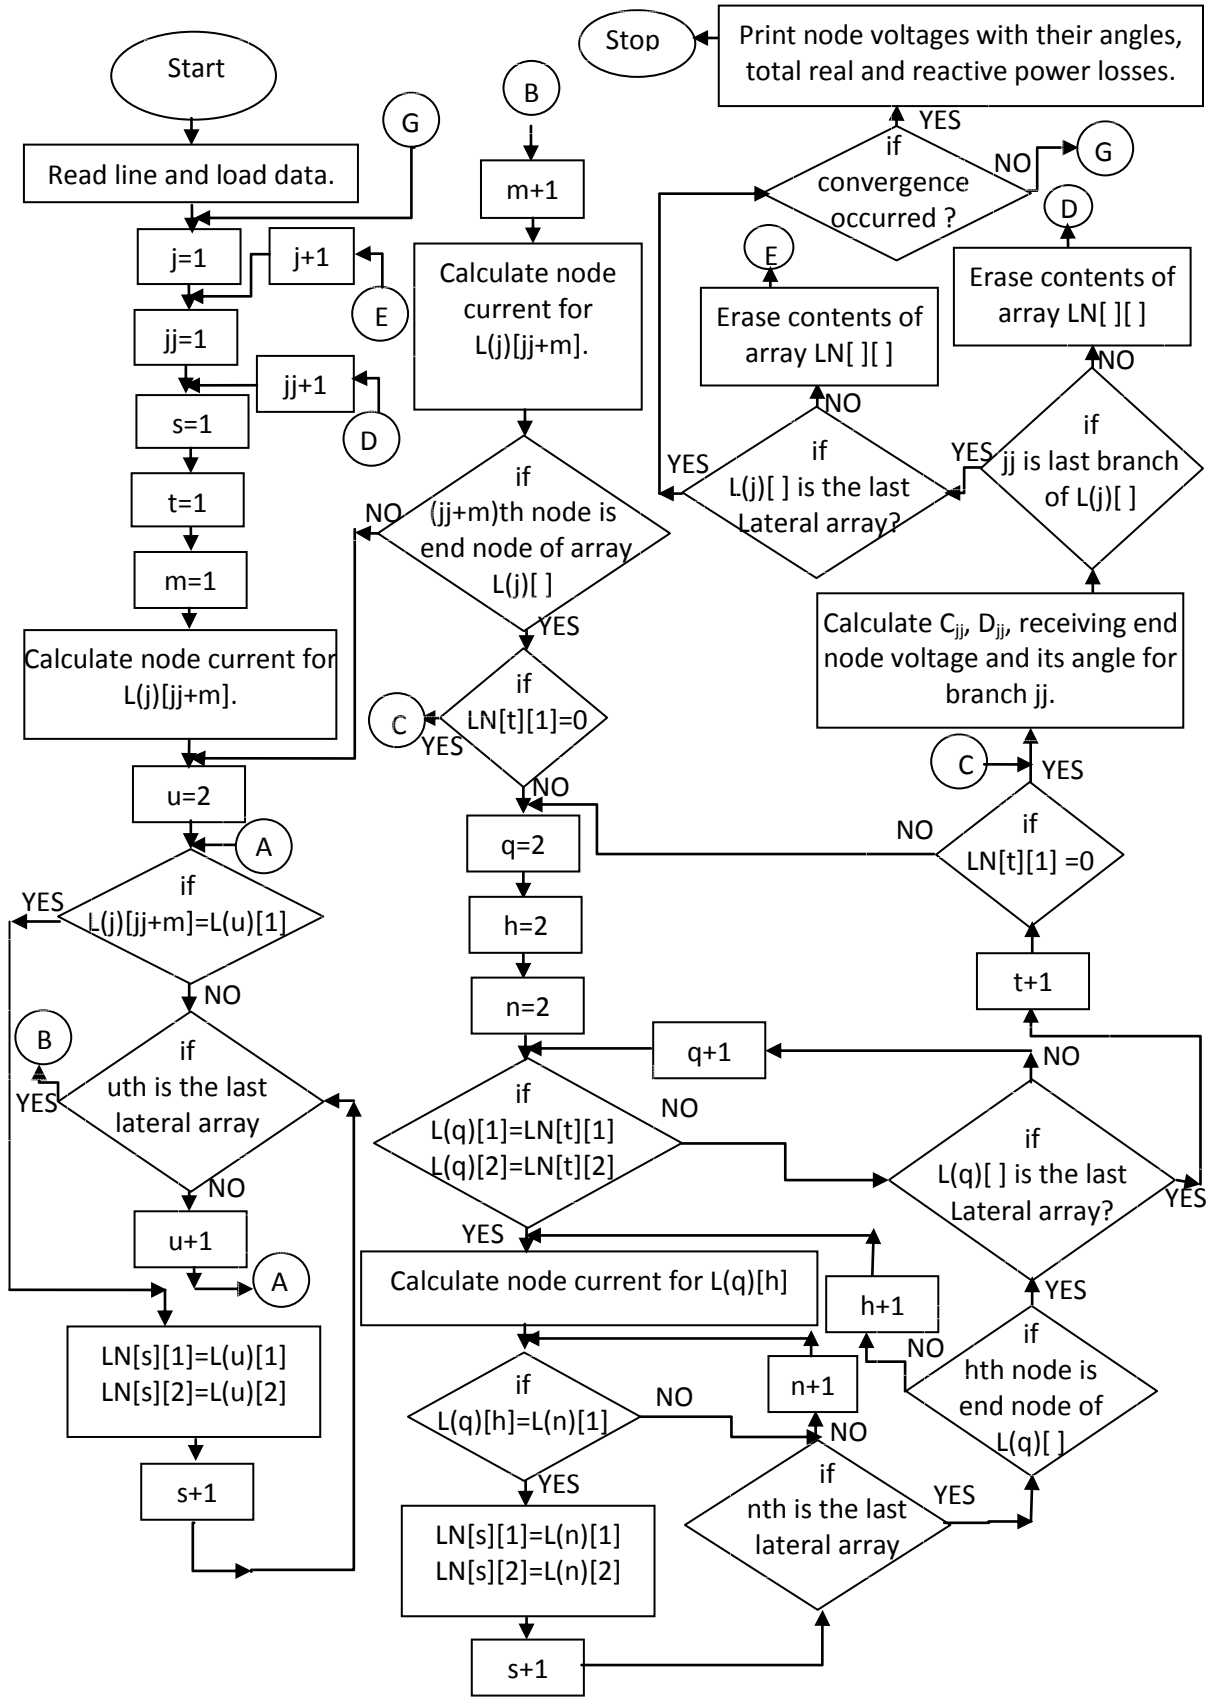 Start
Read line and load data.
G
j=1
j+1
E
jj=1
jj+1
D
s=1
t=1
m=1
Calculate node current for
L(j)[jj+m].
u=2
A
if
L(j)[jj+m]=L(u)[1]
YES
NO
B
if
uth is the last
lateral array
YES
NO
u+1
A
LN[s][1]=L(u)[1]
LN[s][2]=L(u)[2]
s+1
B
m+1
Calculate node
current for
L(j)[jj+m].
if
(jj+m)th node is
end node of array
L(j)[ ]
NO
YES
if
LN[t][1]=0
C
YES
NO
q=2
h=2
n=2
if
L(q)[1]=LN[t][1]
L(q)[2]=LN[t][2]
NO
YES
Calculate node current for L(q)[h]
if
L(q)[h]=L(n)[1]
NO
YES
LN[s][1]=L(n)[1]
LN[s][2]=L(n)[2]
s+1
n+1
NO
if
nth is the last
lateral array
YES
h+1
NO
if
hth node is
end node of
L(q)[ ]
YES
if
L(q)[ ] is the last
Lateral array?
YES
NO
q+1
t+1
if
LN[t][1] =0
NO
YES
C
Calculate Cjj, Djj, receiving end
node voltage and its angle for
branch jj.
if
jj is last branch
of L(j)[ ]
YES
NO
Erase contents of
array LN[ ][ ]
D
if
L(j)[ ] is the last
Lateral array?
YES
NO
Erase contents of
array LN[ ][ ]
E
if
convergence
occurred ?
NO
G
YES
Print node voltages with their angles,
total real and reactive power losses.
Stop